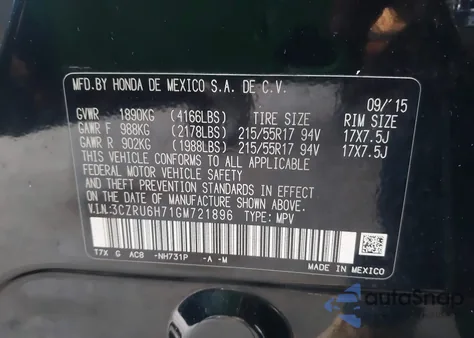 MFD.BY HONDA DE MEXICO S.A. DE C.V.
09/'15
GVWR 1890KG (4166LBS) TIRE SIZE RIM SIZE
GAWR F 988KG (2178LBS) 215/55R17 94V 17X7.5J
GAWR R 902KG (1988LBS) 215/55R17 94V 17X7.5J
THIS VEHICLE CONFORMS TO ALL APPLICABLE
FEDERAL MOTOR VEHICLE SAFETY AND
THEFT PREVENTION STANDARDS IN EFFECT ON
THE DATE OF MANUFACTURE SHOWN ABOVE.
V.I.N:3CZRU6H71GM721896 TYPE: MPV
T7X G AC8 -NH731P -A -M
MADE IN MEXICO
autoSnap